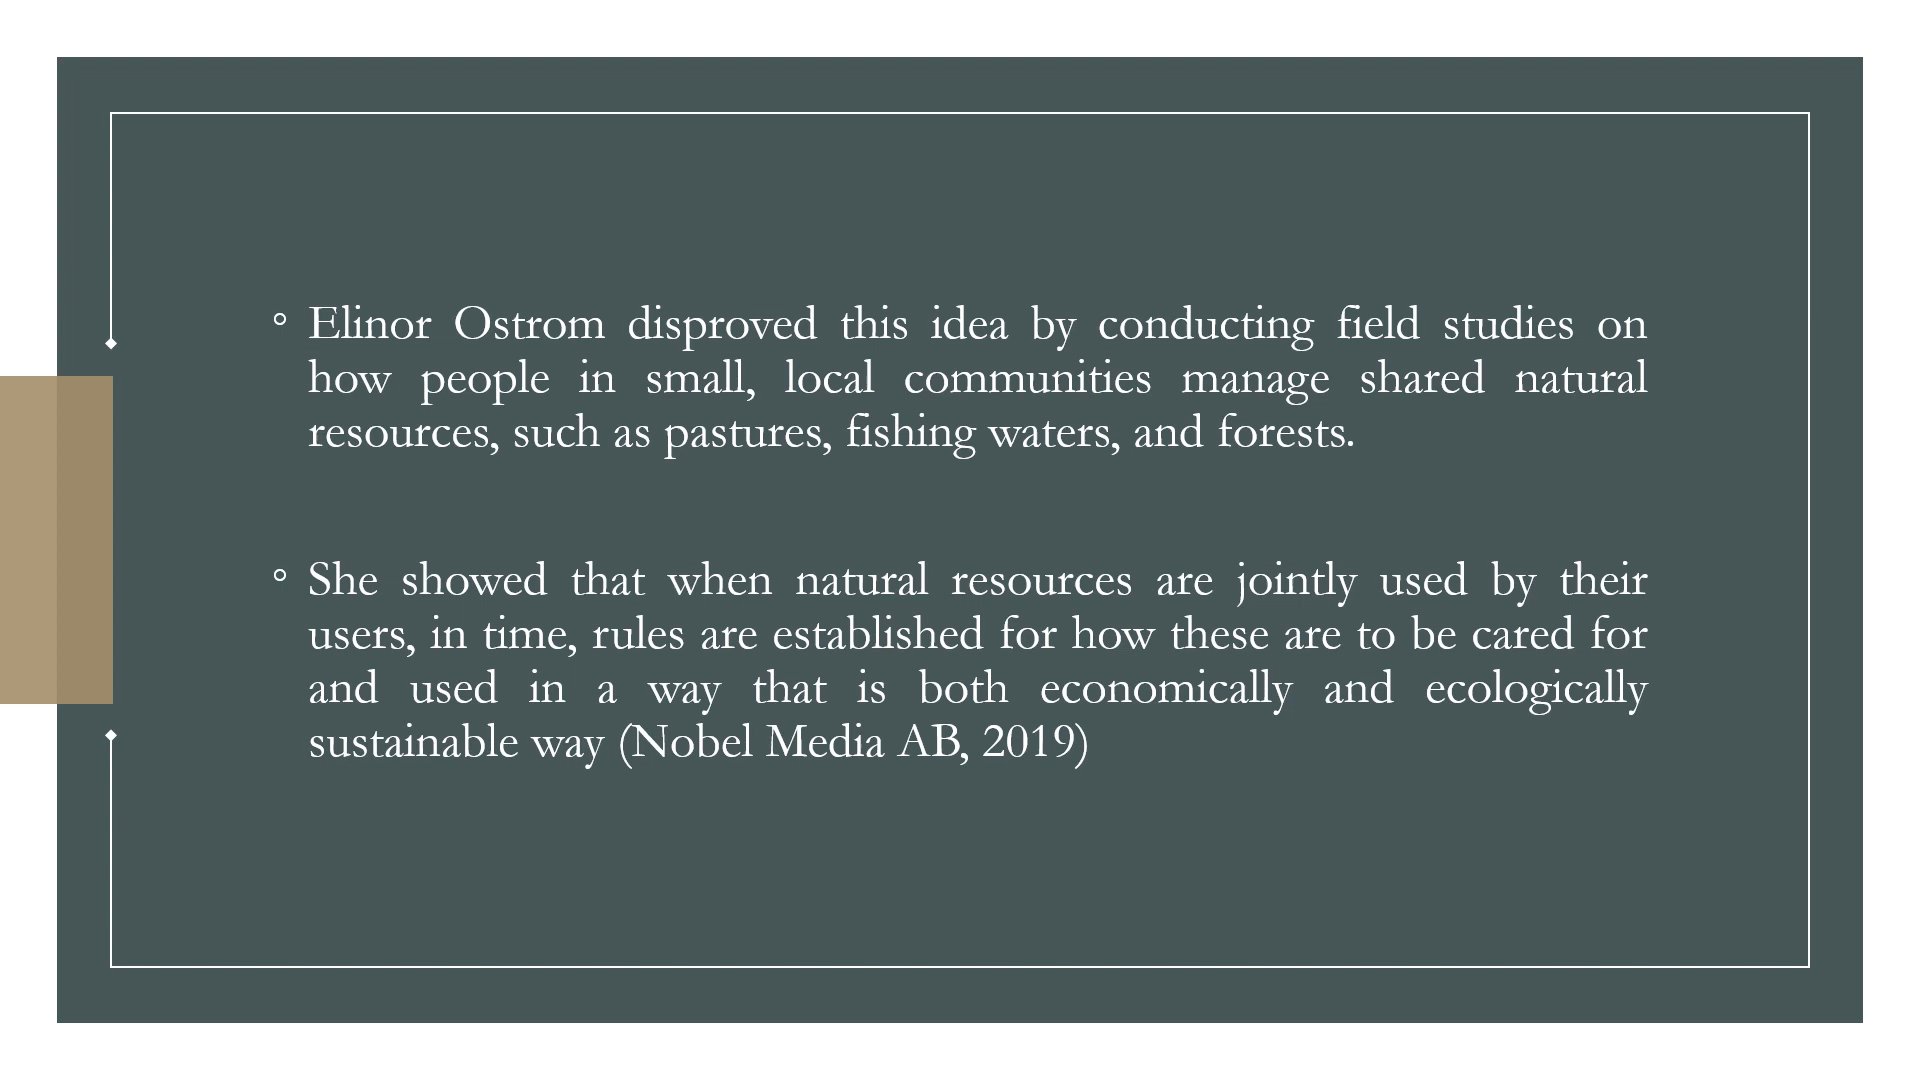 ◦ Elinor Ostrom disproved this idea by conducting field studies on
how people in small, local communities manage shared natural
resources, such as pastures, fishing waters, and forests.
◦ She showed that when natural resources are jointly used by their
users, in time, rules are established for how these are to be cared for
and used in a way that is both economically and ecologically
sustainable way (Nobel Media AB, 2019)